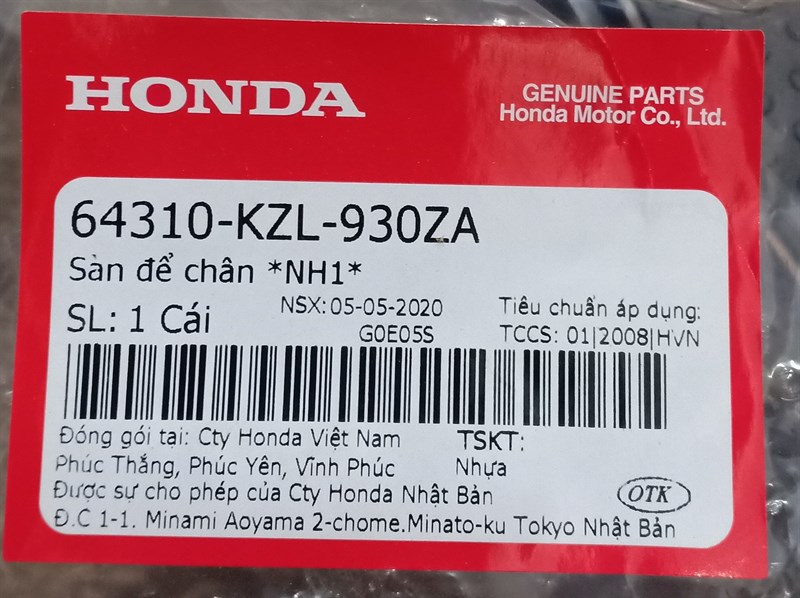 HONDA
GENUINE PARTS
Honda Motor Co., Ltd.
64310-KZL-930ZA
Sàn để chân *NH1*
SL: 1 Cái
NSX: 05-05-2020
G0E05S
Tiêu chuẩn áp dụng:
TCCS: 01|2008|HVN
Đóng gói tại: Cty Honda Việt Nam
Phúc Thắng, Phúc Yên, Vĩnh Phúc
TSKT:
Nhựa
Được sự cho phép của Cty Honda Nhật Bản
OTK
Đ.C 1-1. Minami Aoyama 2-chome.Minato-ku Tokyo Nhật Bản